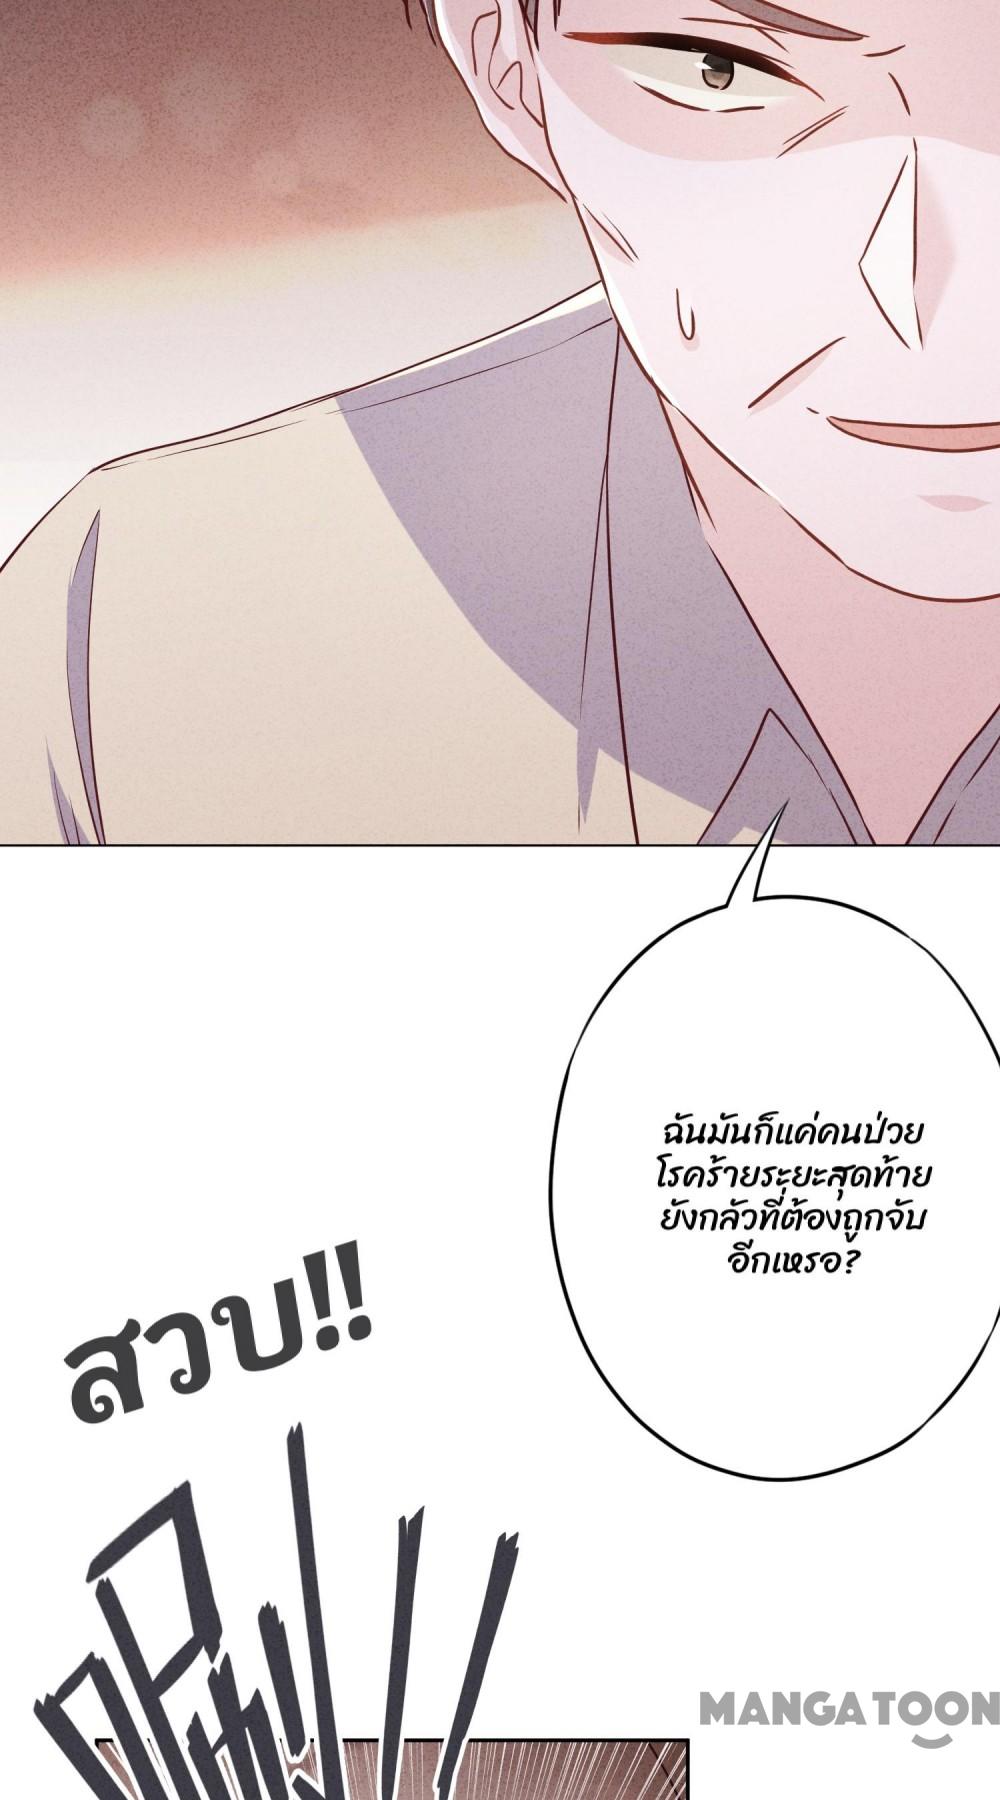 ฉันมันก็แค่คนป่วย
โรคร้ายระยะสุดท้าย
ยังกลัวที่ต้องถูกจับ
อีกเหรอ?
สวบ!!
MANGATOON